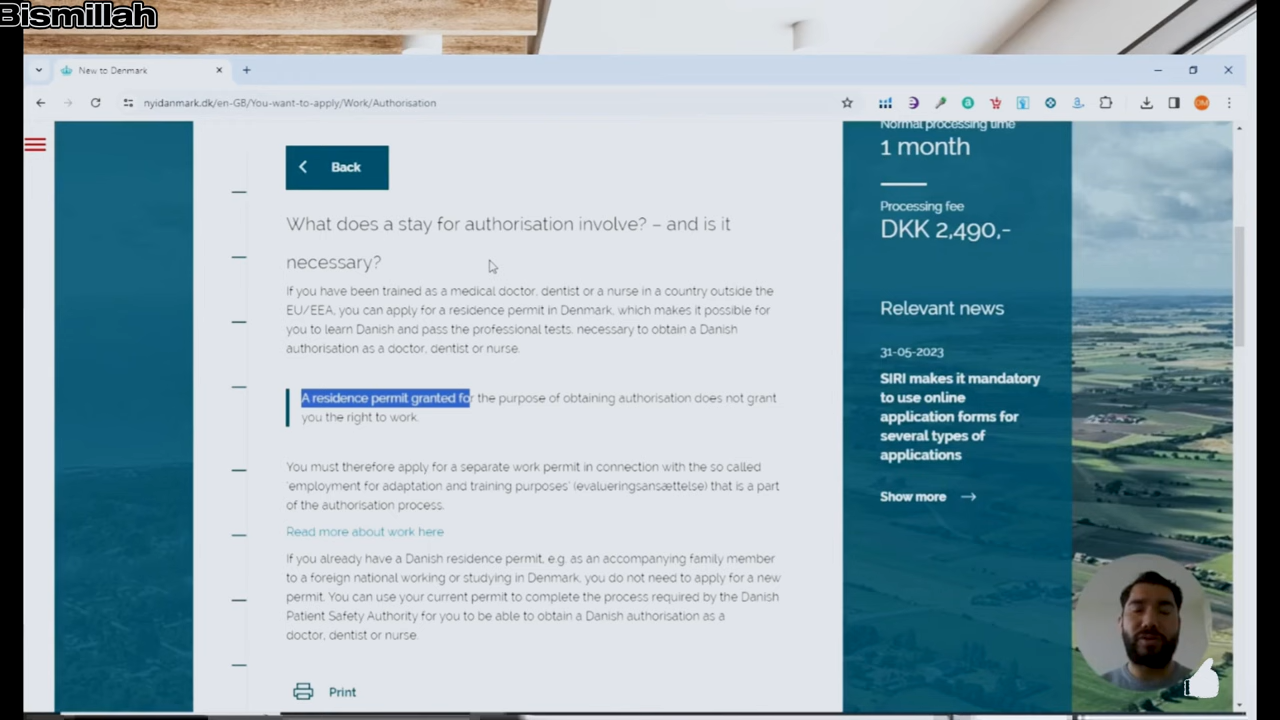 Bismillah
New to Denmark
nyidanmark.dk/en-GB/You-want-to-apply/Work/Authorisation
Back
What does a stay for authorisation involve? – and is it
necessary?
If you have been trained as a medical doctor, dentist or a nurse in a country outside the
EU/EEA, you can apply for a residence permit in Denmark, which makes it possible for
you to learn Danish and pass the professional tests, necessary to obtain a Danish
authorisation as a doctor, dentist or nurse.
A residence permit granted for the purpose of obtaining authorisation does not grant
you the right to work.
You must therefore apply for a separate work permit in connection with the so called
'employment for adaptation and training purposes' (evalueringsansættelse) that is a part
of the authorisation process.
Read more about work here
If you already have a Danish residence permit, e.g. as an accompanying family member
to a foreign national working or studying in Denmark, you do not need to apply for a new
permit. You can use your current permit to complete the process required by the Danish
Patient Safety Authority for you to be able to obtain a Danish authorisation as a
doctor, dentist or nurse.
Print
Normal processing time
1 month
Processing fee
DKK 2,490,-
Relevant news
31-05-2023
SIRI makes it mandatory
to use online
application forms for
several types of
applications
Show more